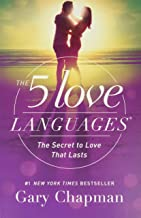 THE
5 love
LANGUAGES®
The Secret to Love
That Lasts
#1 NEW YORK TIMES BESTSELLER
Gary Chapman